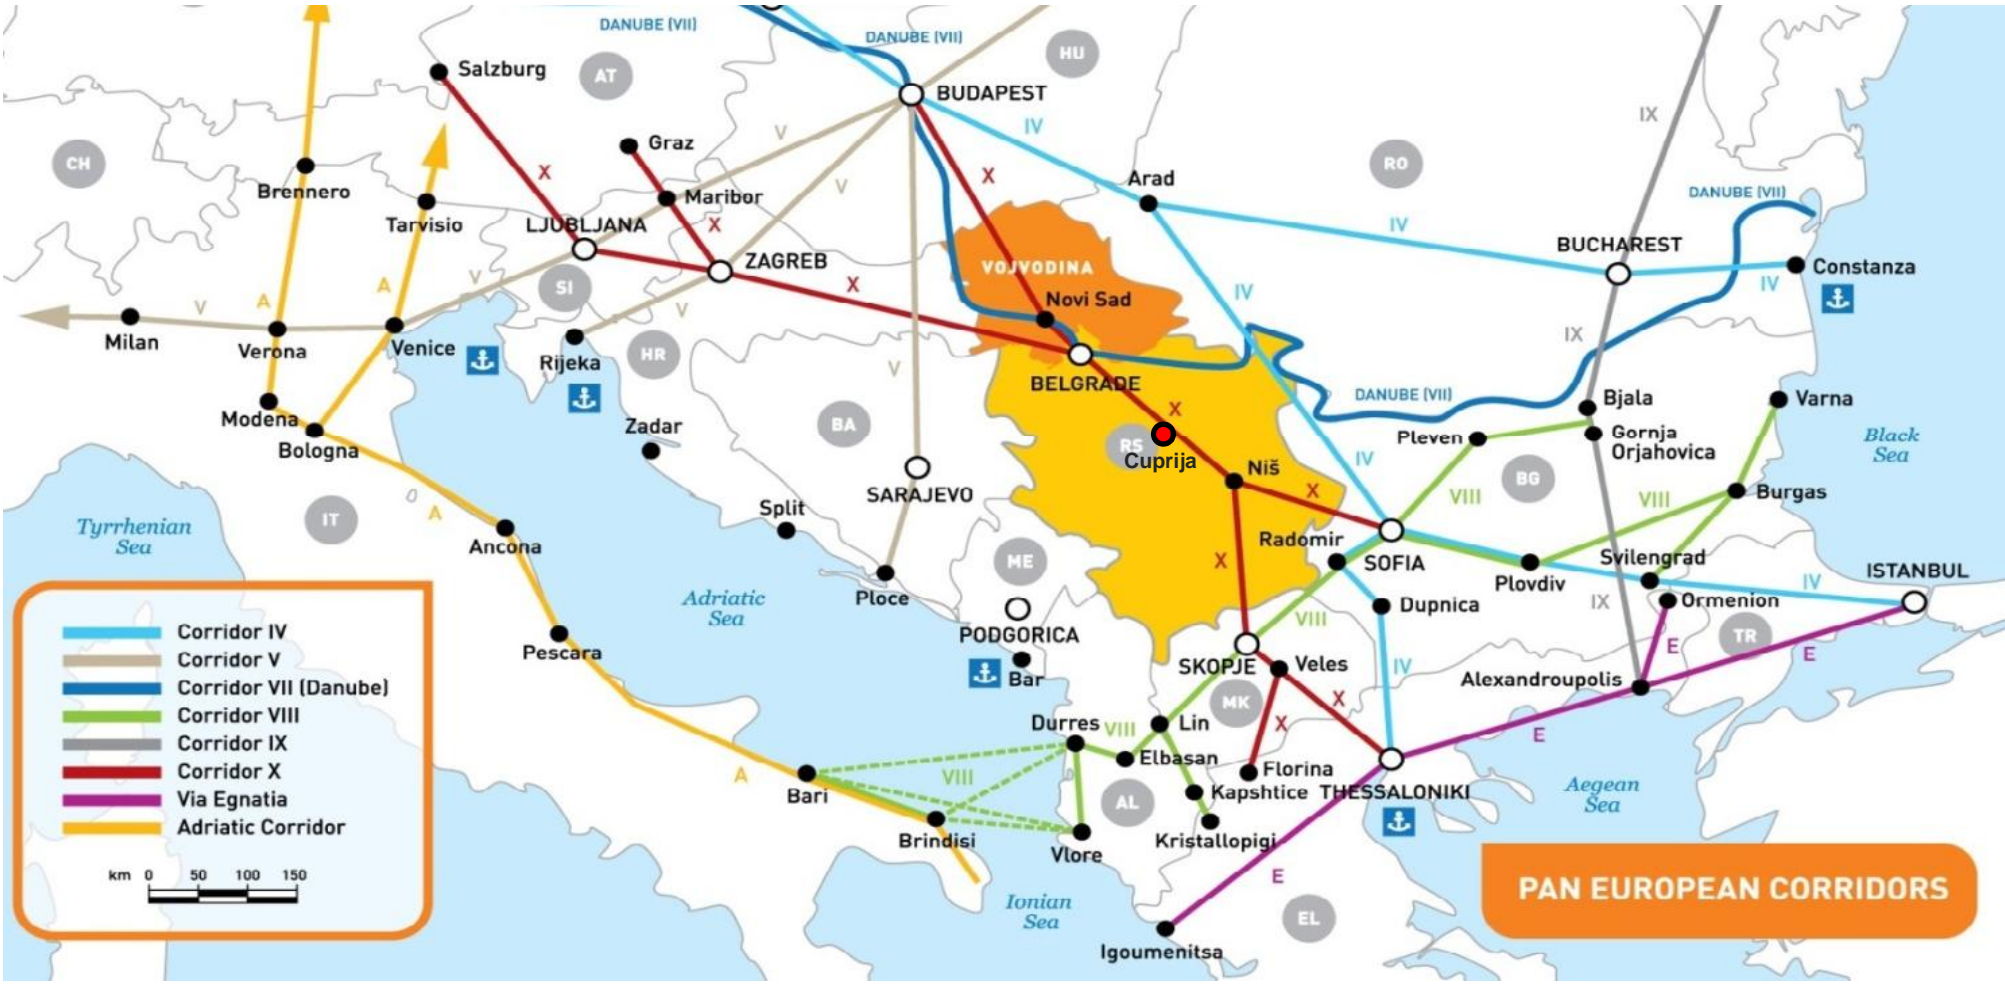 DANUBE (VII)
DANUBE (VII)
HU
AT
Salzburg
BUDAPEST
IX
IV
V
Graz
CH
RO
X
X
Arad
Brennero
V
DANUBE (VII)
Maribor
Tarvisio
LJUBLJANA
X
IV
BUCHAREST
ZAGREB
VOJVODINA
Constanza
V
X
IV
SI
A
A
IV
Novi Sad
V
V
Milan
Verona
Venice
Rijeka
HR
IX
V
BELGRADE
DANUBE (VII)
Bjala
Varna
X
Modena
Zadar
BA
Pleven
Gornja
Orjahovica
Black
Sea
RS
Bologna
Cuprija
IV
Niš
BG
SARAJEVO
X
VIII
VIII
Burgas
Split
IT
A
Tyrrhenian
Sea
Ancona
Radomir
SOFIA
Svilengrad
ME
X
Plovdiv
IV
ISTANBUL
Ploce
Adriatic
Sea
Dupnica
IX
Ormenion
VIII
PODGORICA
TR
Pescara
SKOPJE
Veles
IV
E
E
Bar
Alexandroupolis
MK
X
Durres
VIII
Lin
X
E
Elbasan
A
VIII
Florina
Bari
AL
Kapshtice
THESSALONIKI
Aegean
Sea
Brindisi
Vlore
Kristallopigi
E
Ionian
Sea
EL
Igoumenitsa
Corridor IV
Corridor V
Corridor VII (Danube)
Corridor VIII
Corridor IX
Corridor X
Via Egnatia
Adriatic Corridor
km 0 50 100 150
PAN EUROPEAN CORRIDORS